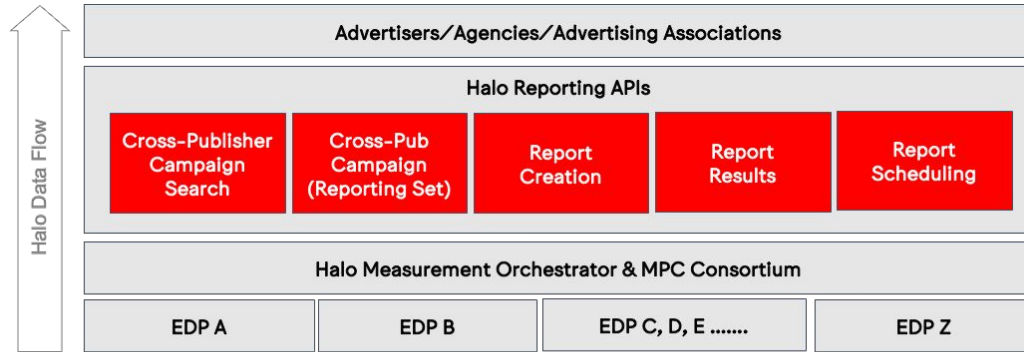 Advertisers/Agencies/Advertising Associations
Halo Data Flow
Halo Reporting APIs
Cross-Publisher
Campaign
Search
Cross-Pub
Campaign
(Reporting Set)
Report
Creation
Report
Results
Report
Scheduling
Halo Measurement Orchestrator & MPC Consortium
EDP A
EDP B
EDP C, D, E .......
EDP Z